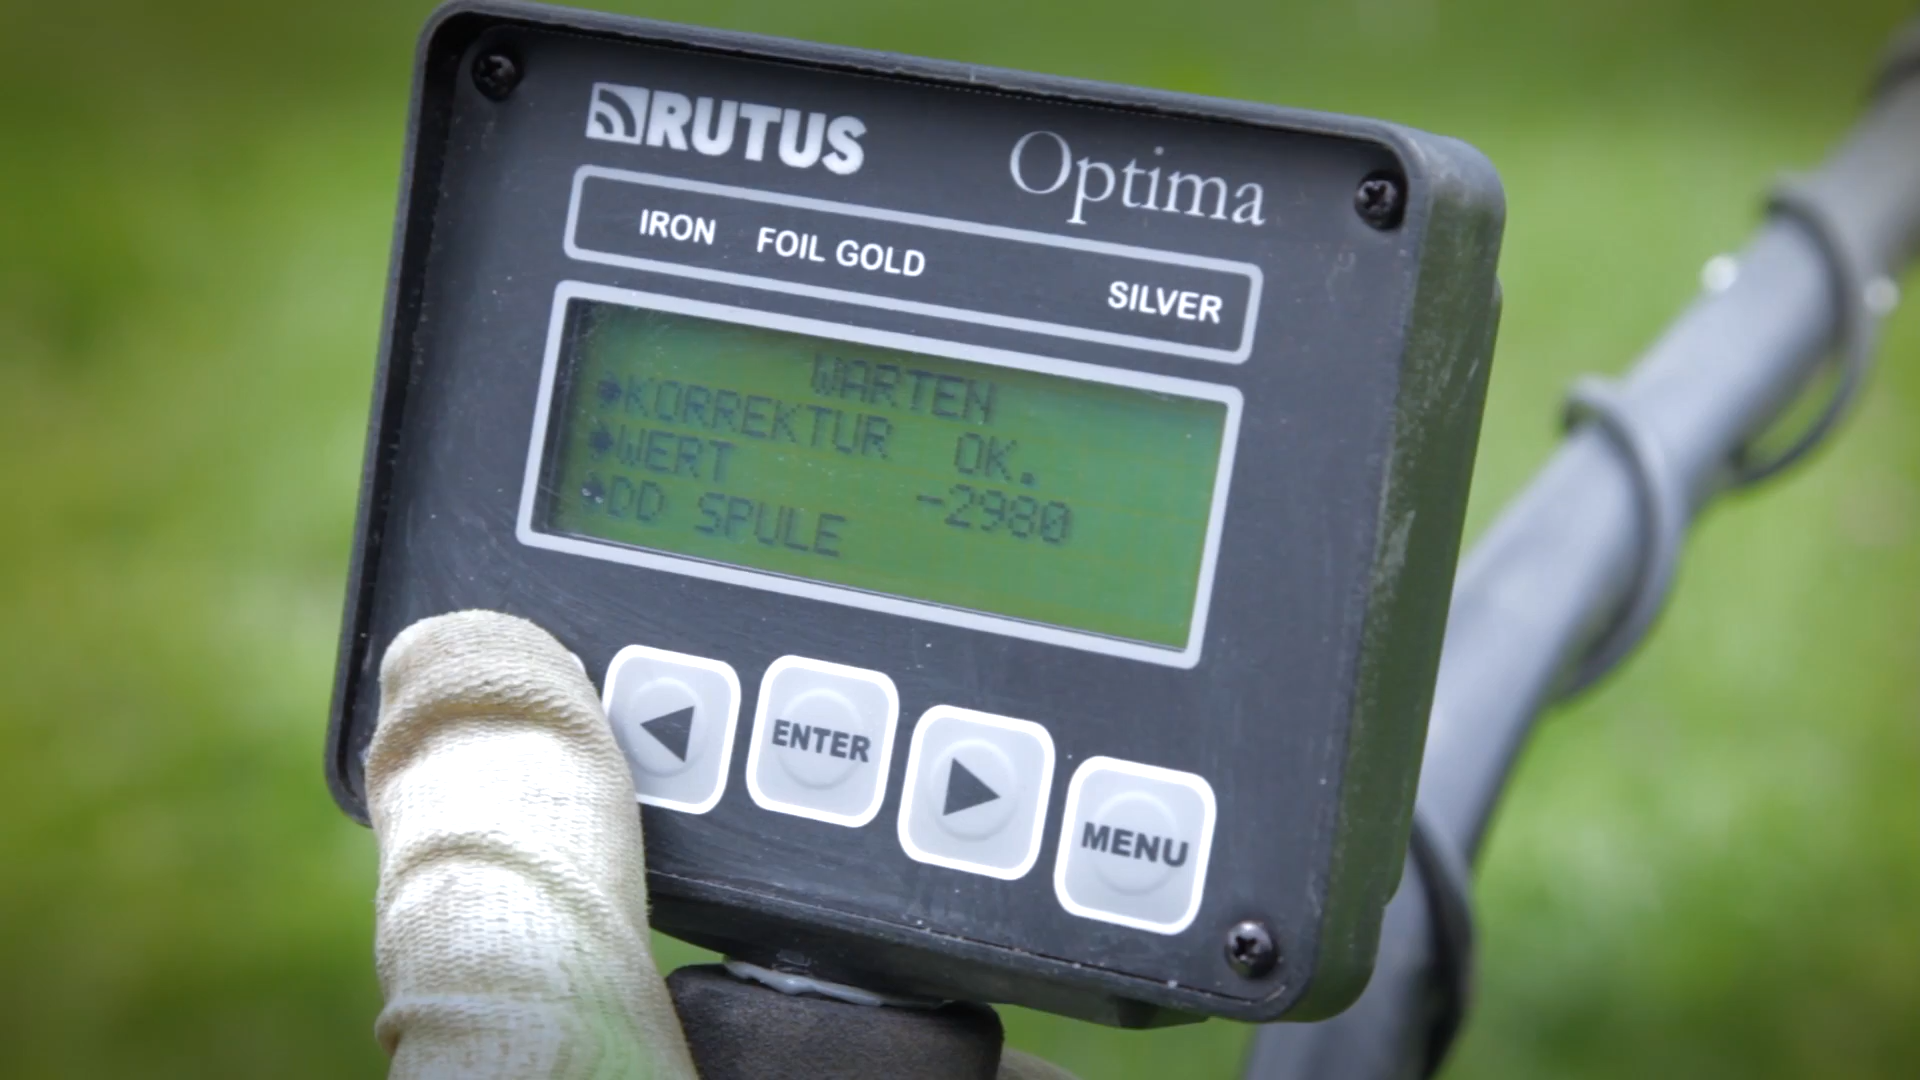 RUTUS Optima
IRON FOIL GOLD SILVER
WARTEN
KORREKTUR OK.
WERT -2980
DD SPULE
ENTER
MENU